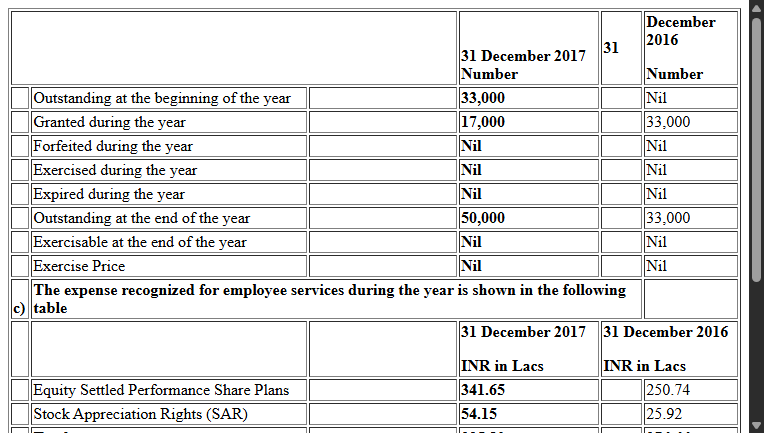 31 December 2017 31 December 2016
Number Number
Outstanding at the beginning of the year 33,000 Nil
Granted during the year 17,000 33,000
Forfeited during the year Nil Nil
Exercised during the year Nil Nil
Expired during the year Nil Nil
Outstanding at the end of the year 50,000 33,000
Exercisable at the end of the year Nil Nil
Exercise Price Nil Nil
c) The expense recognized for employee services during the year is shown in the following
table
31 December 2017 31 December 2016
INR in Lacs INR in Lacs
Equity Settled Performance Share Plans 341.65 250.74
Stock Appreciation Rights (SAR) 54.15 25.92